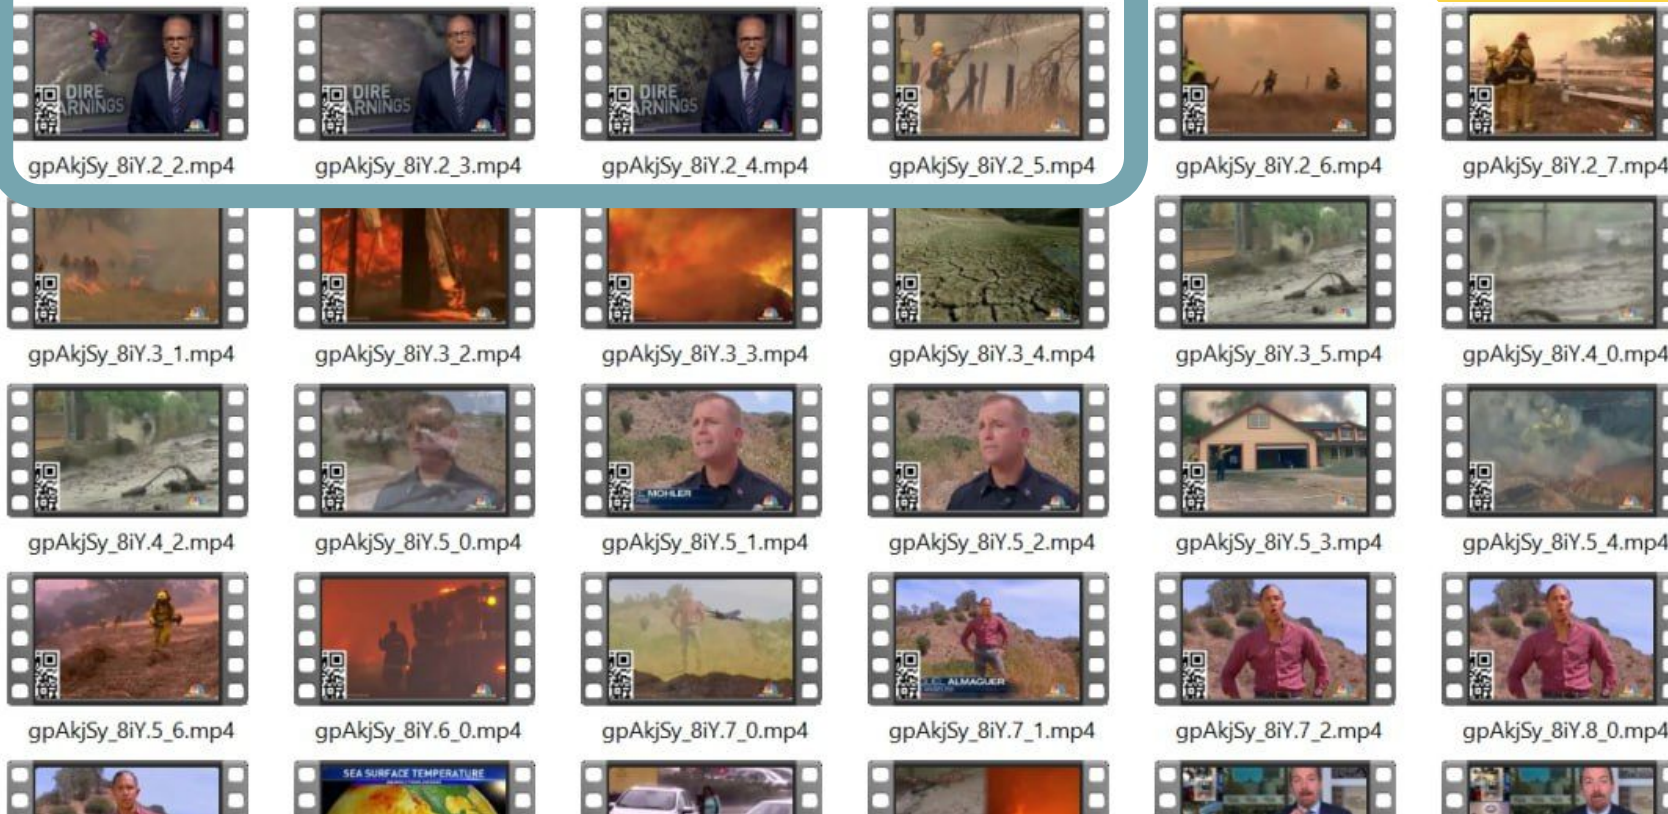 DIRE
ARNINGS
DIRE
ARNINGS
DIRE
ARNINGS
gpAkjSy_8iY.2_2.mp4
gpAkjSy_8iY.2_3.mp4
gpAkjSy_8iY.2_4.mp4
gpAkjSy_8iY.2_5.mp4
gpAkjSy_8iY.2_6.mp4
gpAkjSy_8iY.2_7.mp4
gpAkjSy_8iY.3_1.mp4
gpAkjSy_8iY.3_2.mp4
gpAkjSy_8iY.3_3.mp4
gpAkjSy_8iY.3_4.mp4
gpAkjSy_8iY.3_5.mp4
gpAkjSy_8iY.4_0.mp4
MOHLER
gpAkjSy_8iY.4_2.mp4
gpAkjSy_8iY.5_0.mp4
gpAkjSy_8iY.5_1.mp4
gpAkjSy_8iY.5_2.mp4
gpAkjSy_8iY.5_3.mp4
gpAkjSy_8iY.5_4.mp4
ALMAGUER
gpAkjSy_8iY.5_6.mp4
gpAkjSy_8iY.6_0.mp4
gpAkjSy_8iY.7_0.mp4
gpAkjSy_8iY.7_1.mp4
gpAkjSy_8iY.7_2.mp4
gpAkjSy_8iY.8_0.mp4
SEA SURFACE TEMPERATURE